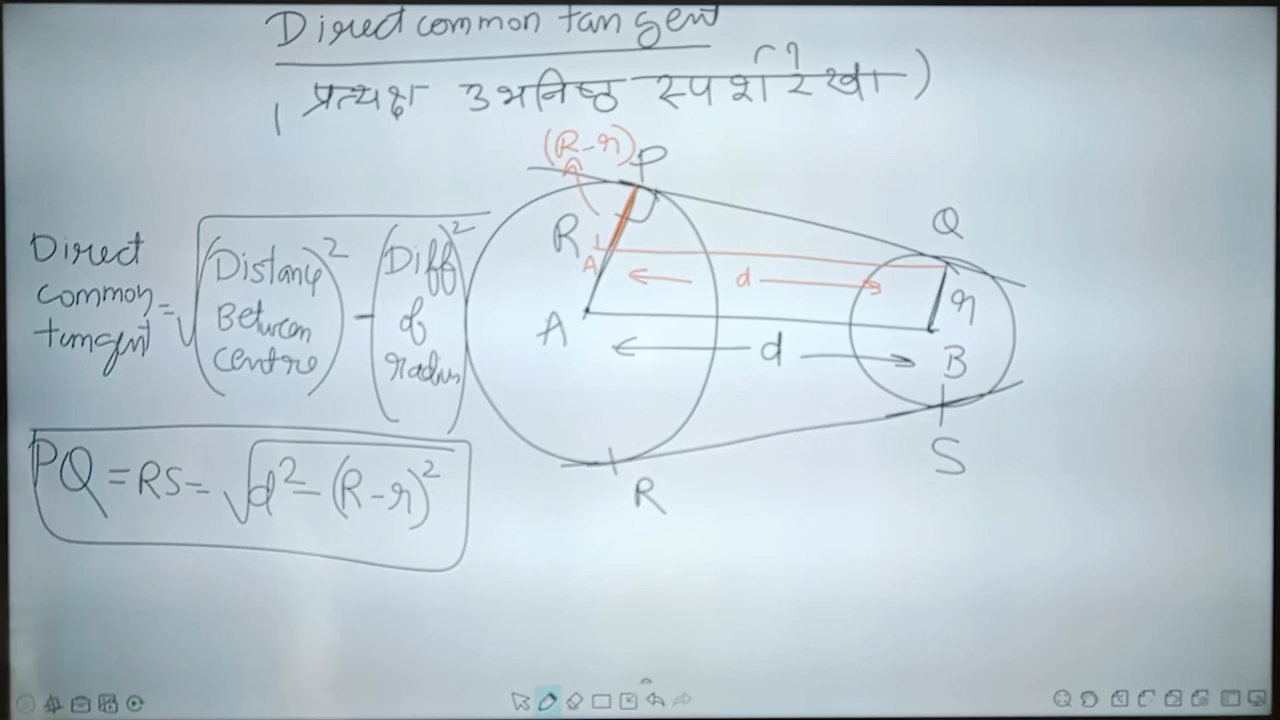 Direct common tangent
(प्रत्यक्ष उभनिष्ठ स्पर्श रेखा)
(R-r)
P
Q
R
A
d
r
A
B
d
S
R
Direct common tangent = √(Distance Between Centre)² - (Diff of radius)²
PQ = RS = √d² - (R-r)²